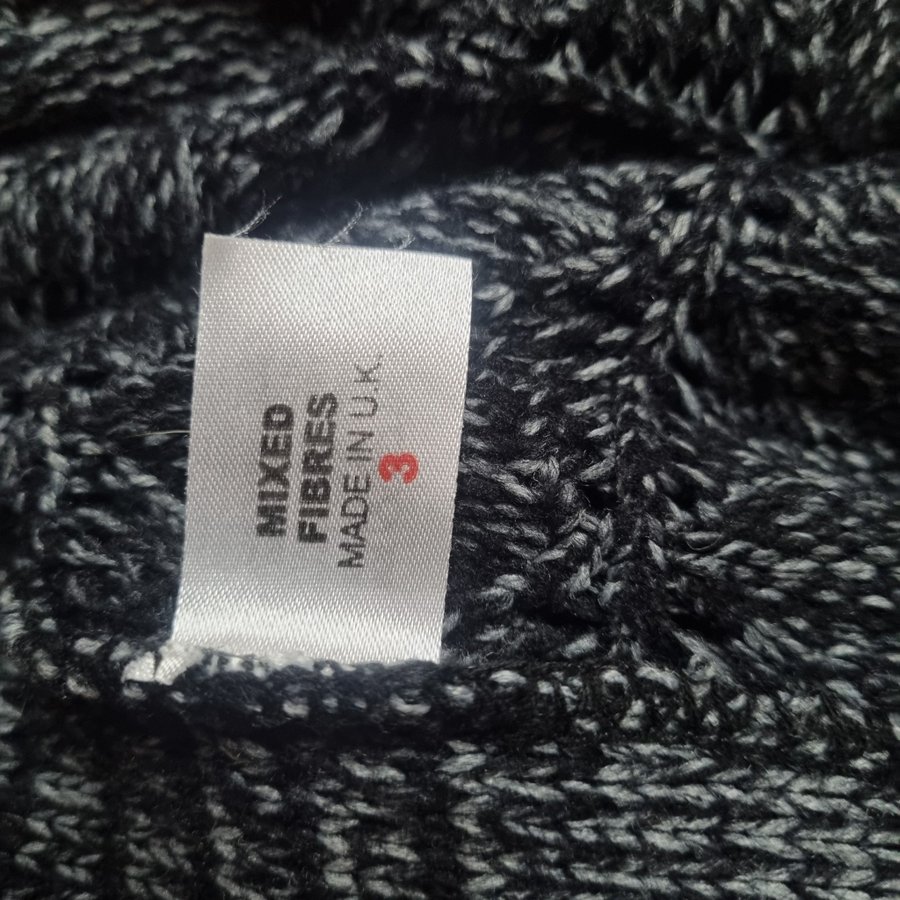 MIXED
FIBRES
MADE IN U.K.
3